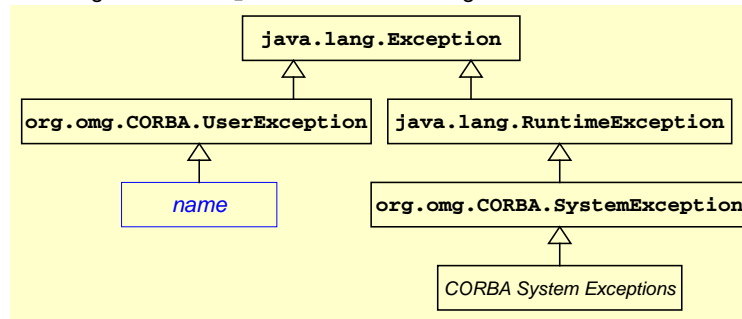 java.lang.Exception
org.omg.CORBA.UserException
java.lang.RuntimeException
name
org.omg.CORBA.SystemException
CORBA System Exceptions